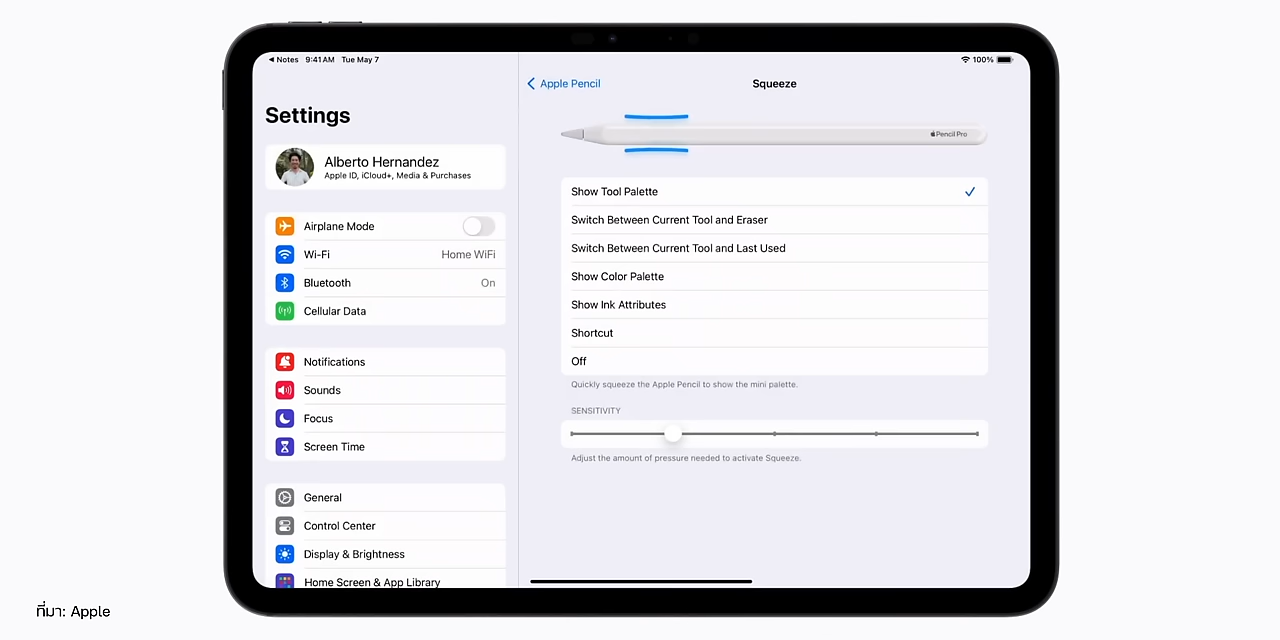 Notes 9:41 AM Tue May 7
100%
Settings
Alberto Hernandez
Apple ID, iCloud+, Media & Purchases
Airplane Mode
Wi-Fi Home WiFi
Bluetooth On
Cellular Data
Notifications
Sounds
Focus
Screen Time
General
Control Center
Display & Brightness
Home Screen & App Library
Apple Pencil Squeeze
Pencil Pro
Show Tool Palette
Switch Between Current Tool and Eraser
Switch Between Current Tool and Last Used
Show Color Palette
Show Ink Attributes
Shortcut
Off
Quickly squeeze the Apple Pencil to show the mini palette.
SENSITIVITY
Adjust the amount of pressure needed to activate Squeeze.
ที่มา: Apple